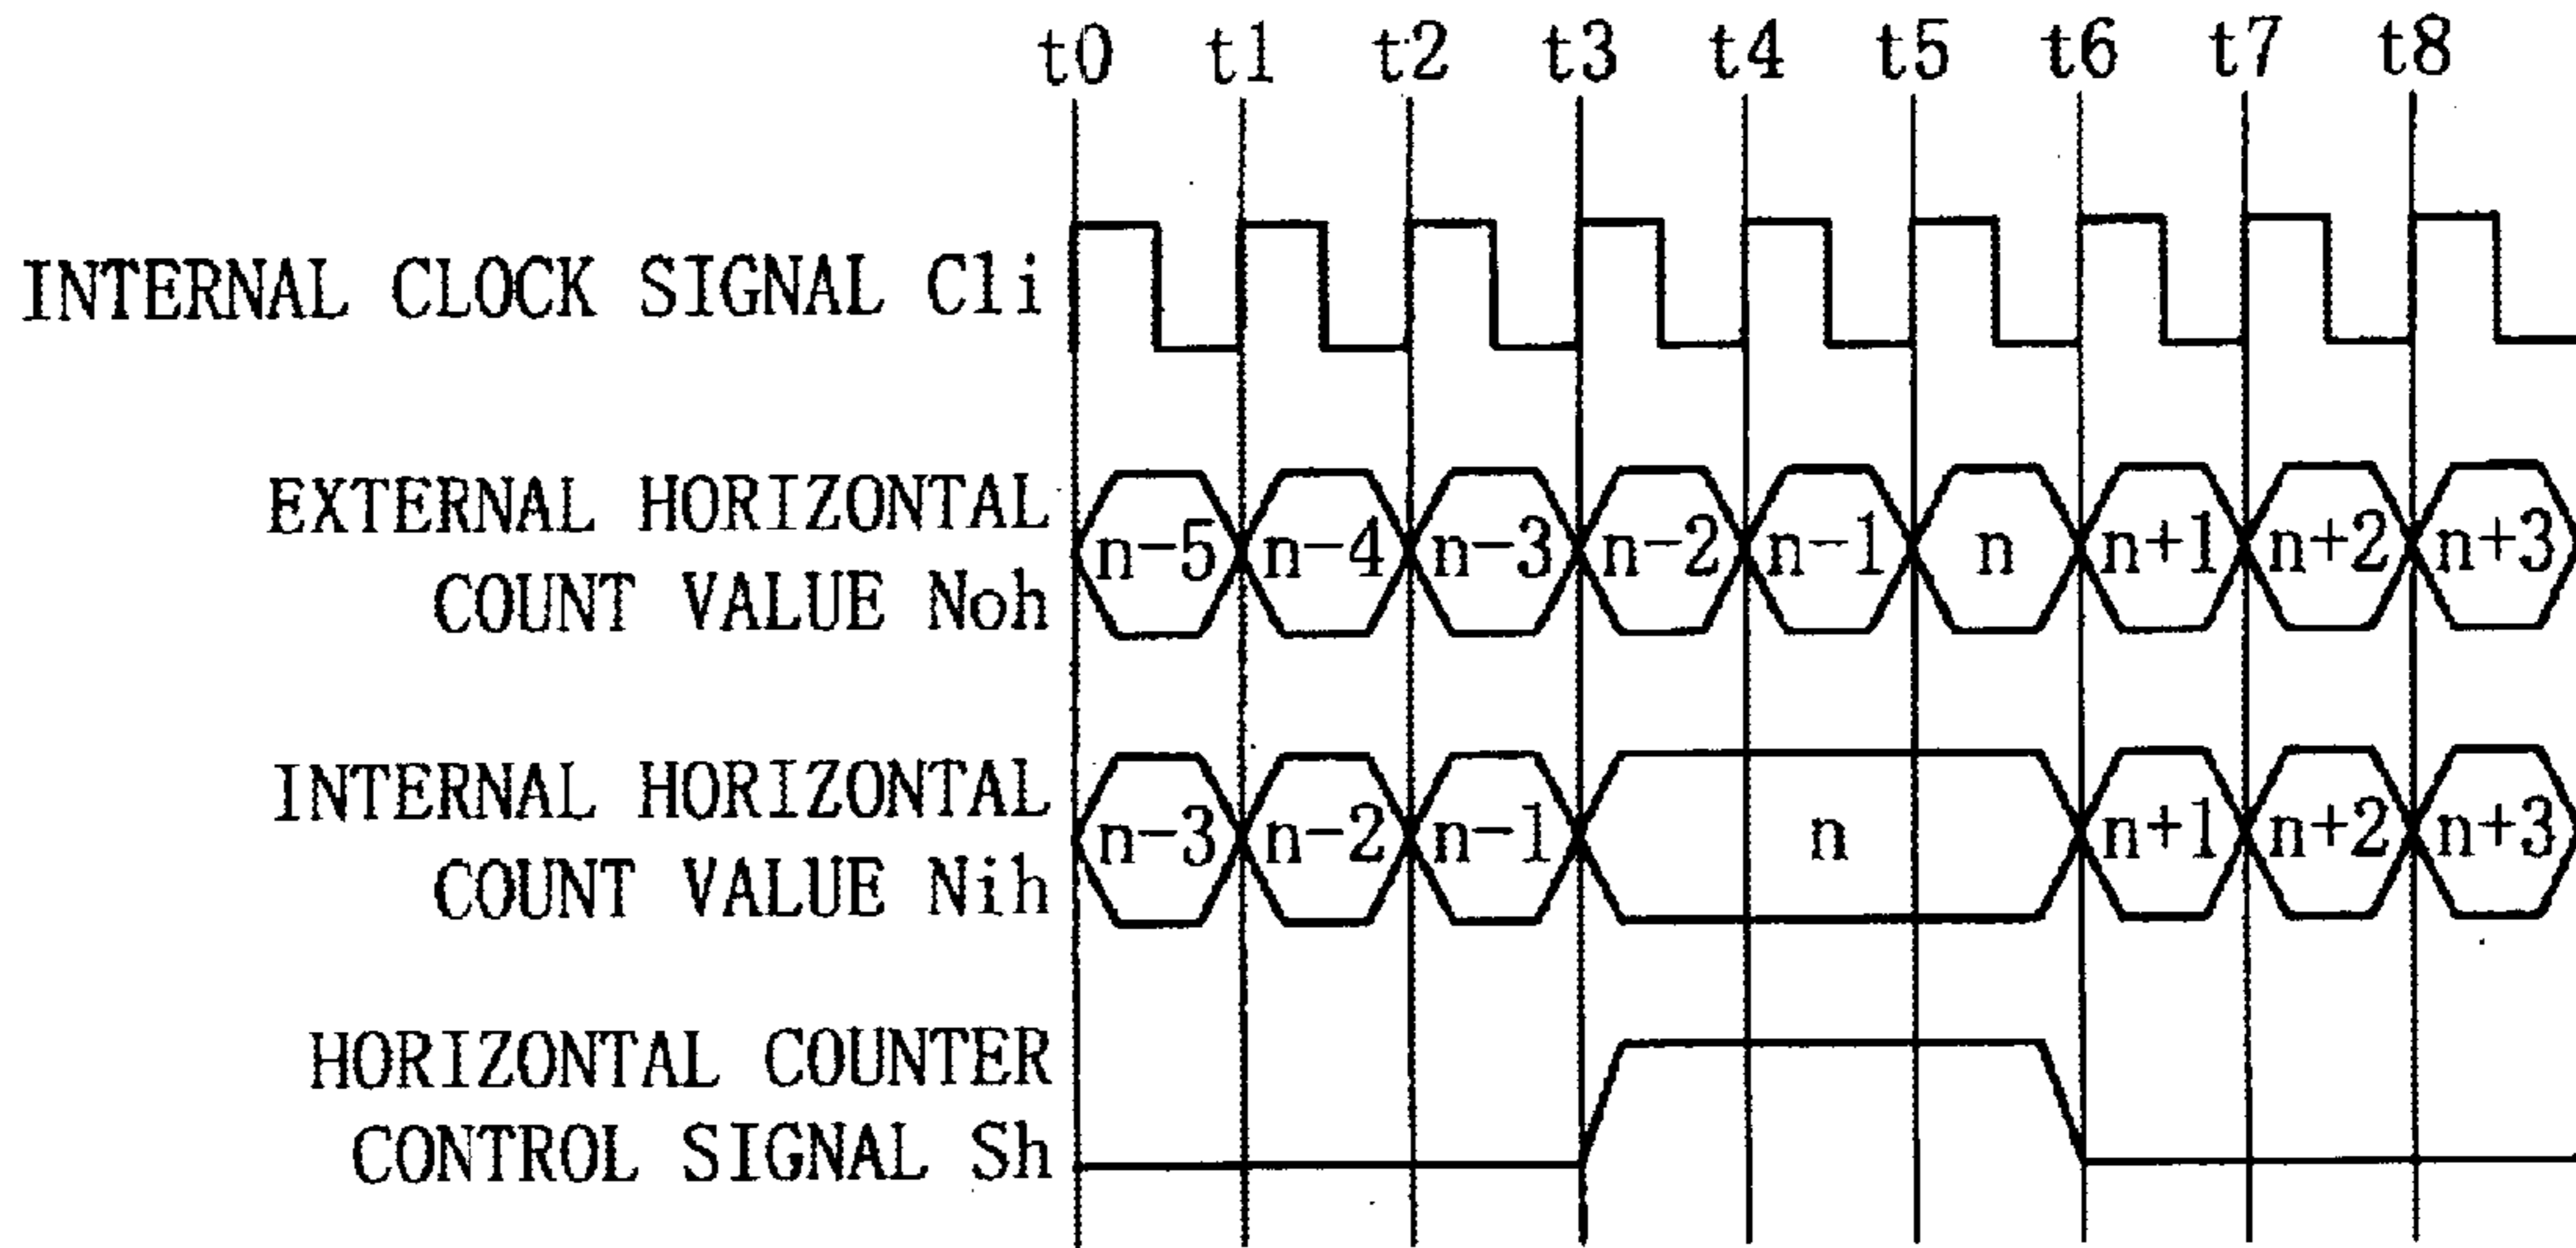 t0 t1 t2 t3 t4 t5 t6 t7 t8
INTERNAL CLOCK SIGNAL Cli
EXTERNAL HORIZONTAL
COUNT VALUE Noh
n-5 n-4 n-3 n-2 n-1 n n+1 n+2 n+3
INTERNAL HORIZONTAL
COUNT VALUE Nih
n-3 n-2 n-1 n n+1 n+2 n+3
HORIZONTAL COUNTER
CONTROL SIGNAL Sh